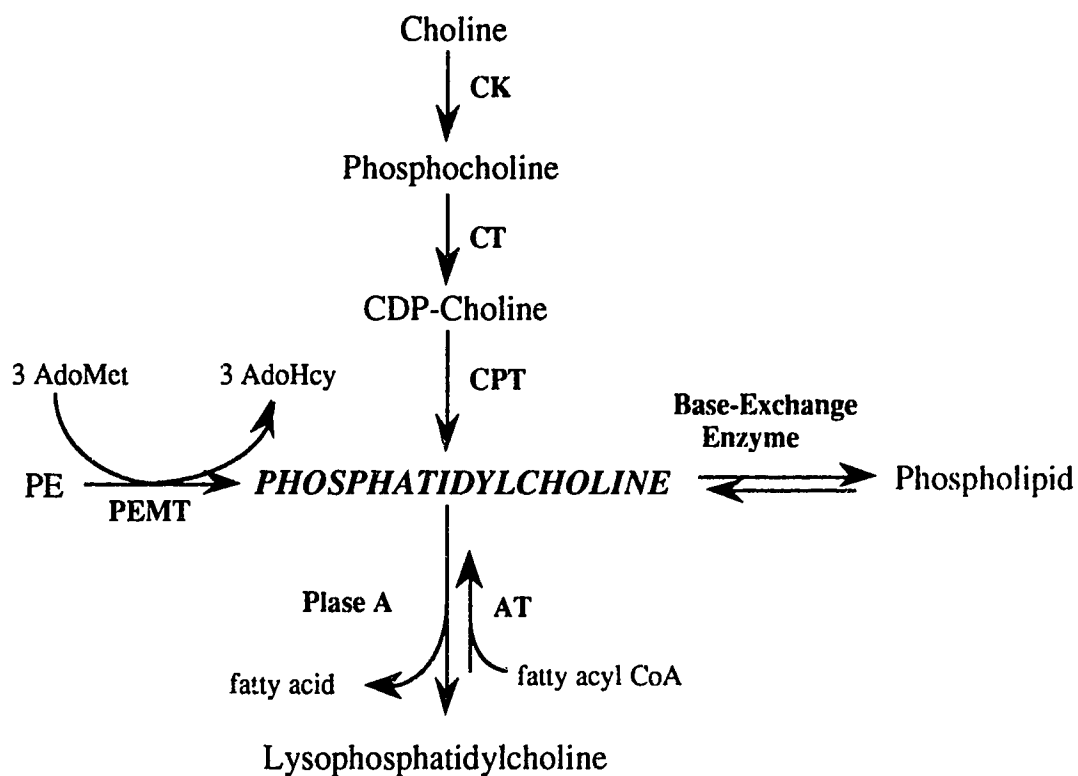 Choline
CK
Phosphocholine
CT
CDP-Choline
3 AdoMet
3 AdoHcy
CPT
Base-Exchange
Enzyme
PE
PEMT
PHOSPHATIDYLCHOLINE
Phospholipid
Plase A
AT
fatty acid
fatty acyl CoA
Lysophosphatidylcholine